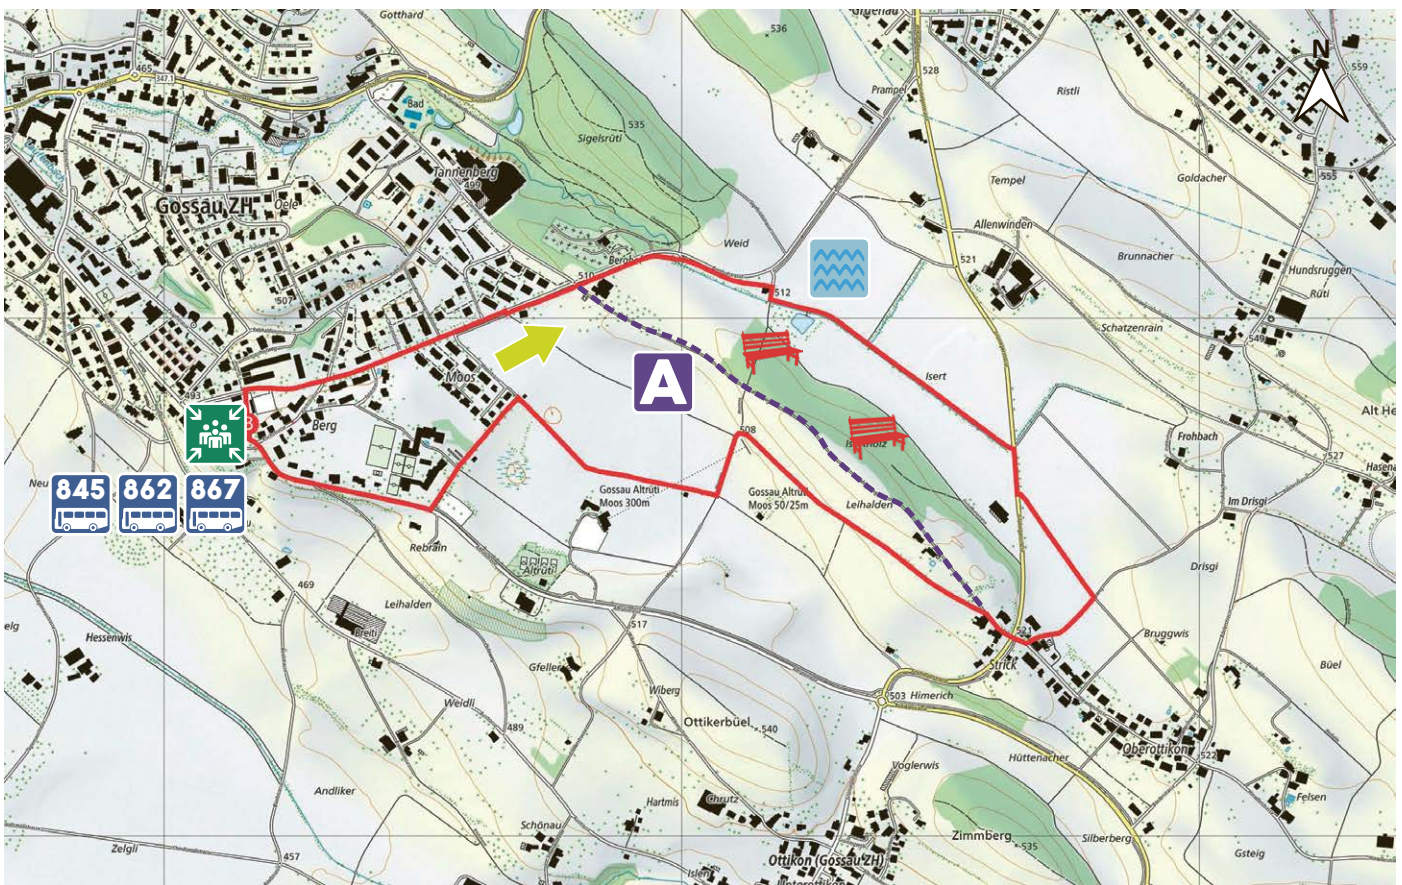 Gotthard
Gruenau
536
N
465
347.1
528
559
Bad
Prampel
Ristli
535
Sigelsrüti
Tannenberg
499
Tempel
Goldacher
555
Gossau ZH
Oele
Allenwinden
Weid
Brunnacher
521
510
Hundsruggen
Rüti
507
512
Schatzenrain
549
A
Isert
Moos
493
Alt He
Berg
508
Frohbach
527
Hasena
Neu
845
862
867
Gossau Altrüti
Moos 300m
Gossau Altrüti
Moos 50/25m
Leihalden
Im Drisgi
Rebrain
Altrüti
Drisgi
469
Leihalden
elg
Hessenwis
Breiti
517
Bruggwis
Strick
Büel
Gfeller
Wiberg
503
Himerich
Weidli
Ottikerbüel
540
489
Oberottikon
522
Hüttenacher
Voglerwis
Andliker
Felsen
Hartmis
Chrutz
Schönau
Zimmberg
535
Silberberg
Zelgli
457
Gsteig
Ottikon (Gossau ZH)
Islen
Unterottikon